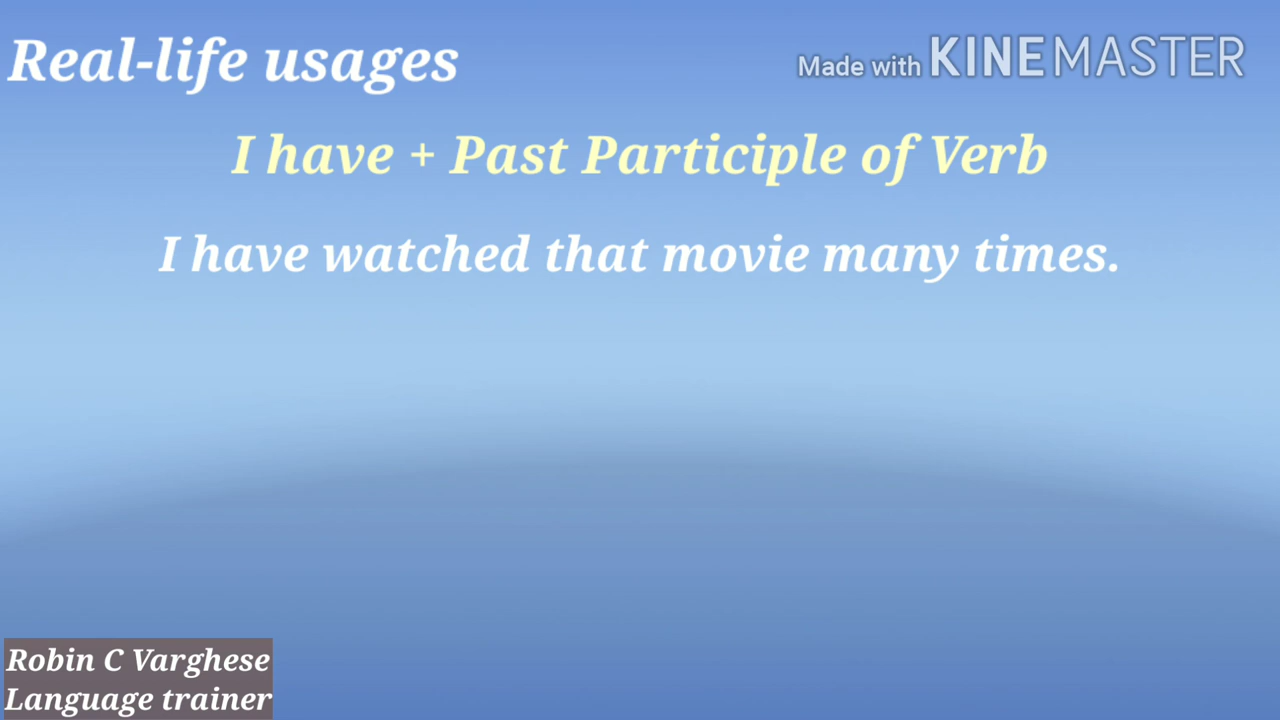 Real-life usages
Made with KINEMASTER
I have + Past Participle of Verb
I have watched that movie many times.
Robin C Varghese
Language trainer